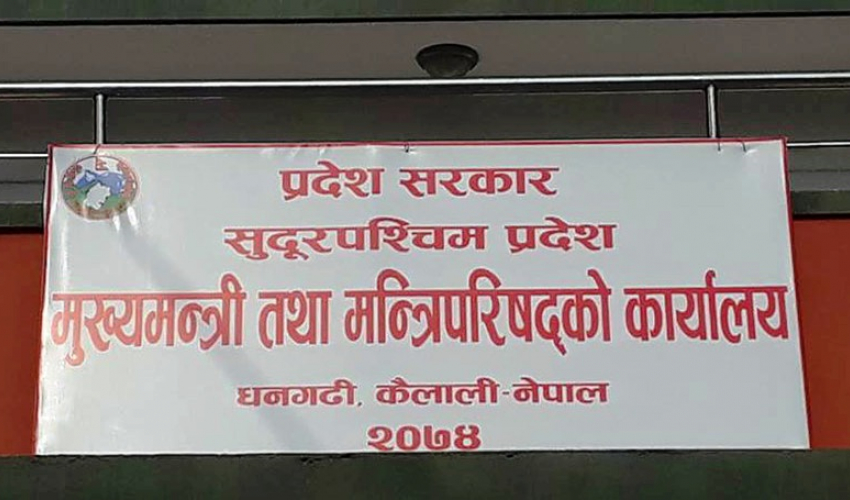 प्रदेश सरकार
सुदूरपश्चिम प्रदेश
मुख्यमन्त्री तथा मन्त्रिपरिषद्को कार्यालय
धनगढी, कैलाली-नेपाल
२०७४